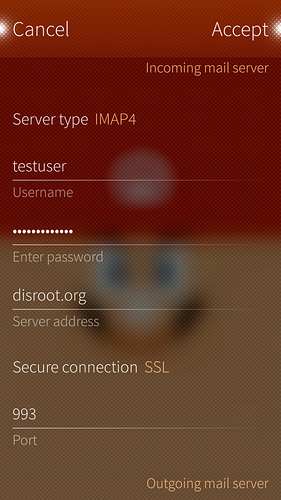 Cancel Accept
Incoming mail server
Server type IMAP4
testuser
Username
•••••••••••••
Enter password
disroot.org
Server address
Secure connection SSL
993
Port
Outgoing mail server